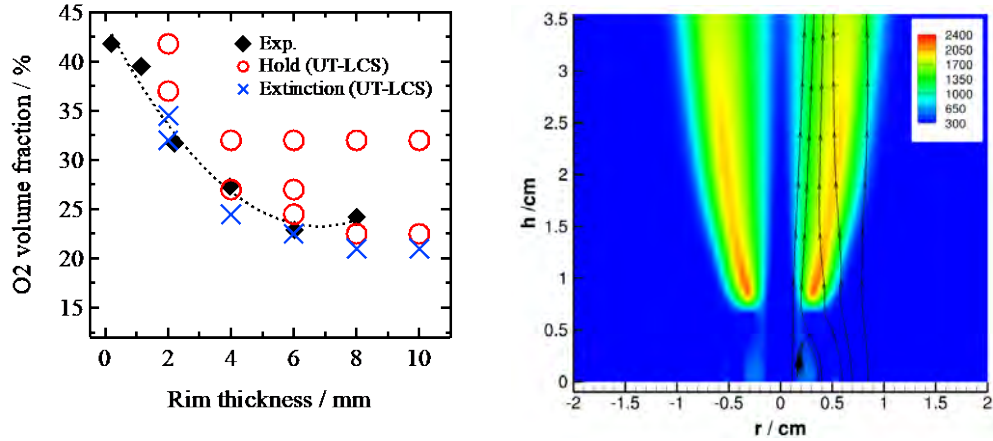 45
40
35
30
25
20
15
O2 volume fraction / %
Exp.
Hold (UT-LCS)
Extinction (UT-LCS)
0 2 4 6 8 10
Rim thickness / mm
3.5
3
2.5
2
1.5
1
0.5
0
h /cm
2400
2050
1700
1350
1000
650
300
-2 -1.5 -1 -0.5 0 0.5 1 1.5 2
r / cm